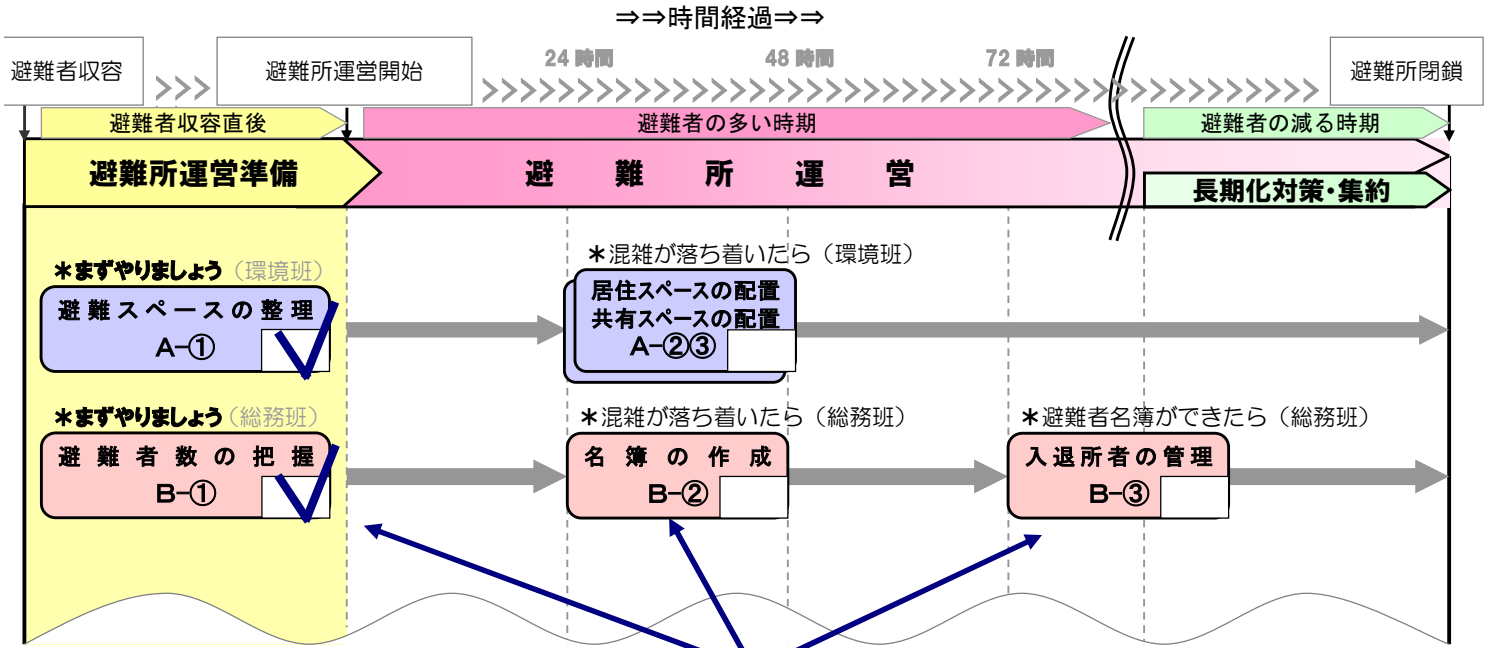 ⇒⇒時間経過⇒⇒
避難者収容
避難所運営開始
24 時間
48 時間
72 時間
避難所閉鎖
避難者収容直後
避難者の多い時期
避難者の減る時期
避難所運営準備
避難所運営
長期化対策・集約
＊まずやりましょう（環境班）
避難スペースの整理
A-①
＊混雑が落ち着いたら（環境班）
居住スペースの配置
共有スペースの配置
A-②③
＊まずやりましょう（総務班）
避難者数の把握
B-①
＊混雑が落ち着いたら（総務班）
名簿の作成
B-②
＊避難者名簿ができたら（総務班）
入退所者の管理
B-③